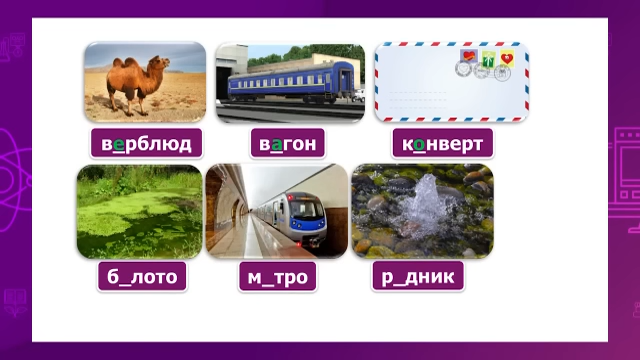 верблюд
вагон
конверт
б_лото
м_тро
р_дник